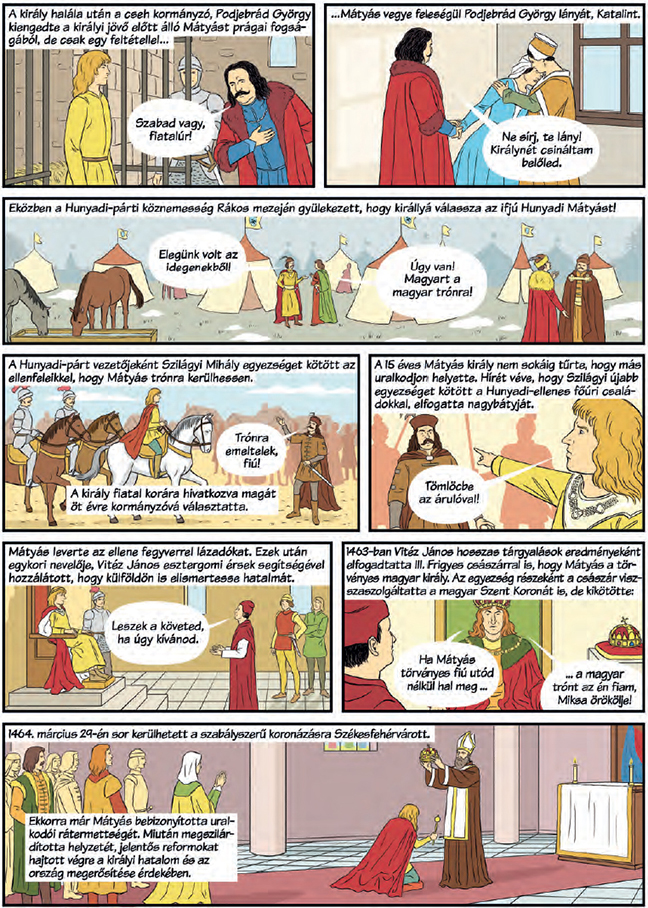 A király halála után a cseh kormányzó, Podjebrád György
kiengedte a királyi jövő előtt álló Mátyást prágai fogsá-
gából, de csak egy feltétellel...
Szabad vagy,
fiatalúr!
...Mátyás vegye feleségül Podjebrád György lányát, Katalint.
Ne sírj, te lány!
Királynét csináltam
belőled.
Eközben a Hunyadi-párti köznemesség Rákos mezején gyülekezett, hogy királlyá válassza az ifjú Hunyadi Mátyást!
Elegünk volt az
idegenekből!
Úgy van!
Magyart a
magyar trónra!
A Hunyadi-párt vezetőjeként Szilágyi Mihály egyezséget kötött az
ellenfeleikkel, hogy Mátyás trónra kerülhessen.
Trónra
emeltelek,
fiú!
A király fiatal korára hivatkozva magát
öt évre kormányzóvá választatta.
A 15 éves Mátyás király nem sokáig tűrte, hogy más
uralkodjon helyette. Hírét véve, hogy Szilágyi újabb
egyezséget kötött a Hunyadi-ellenes főúri csalá-
dokkal, elfogatta nagybátyját.
Tömlöcbe
az árulóval!
Mátyás leverte az ellene fegyverrel lázadókat. Ezek után
egykori nevelője, Vitéz János esztergomi érsek segítségével
hozzálátott, hogy külföldön is elismertesse hatalmát.
Leszek a követed,
ha úgy kívánod.
1463-ban Vitéz János hosszas tárgyalások eredményeként
elfogadtatta III. Frigyes császárral is, hogy Mátyás a tör-
vényes magyar király. Az egyezség részeként a császár visz-
szaszolgáltatta a magyar Szent Koronát is, de kikötötte:
Ha Mátyás
törvényes fiú utód
nélkül hal meg ...
... a magyar
trónt az én fiam,
Miksa örökölje!
1464. március 29-én sor kerülhetett a szabályszerű koronázásra Székesfehérvárott.
Ekkorra már Mátyás bebizonyította ural-
kodói rátermettségét. Miután megszilár-
dította helyzetét, jelentős reformokat
hajtott végre a királyi hatalom és az
ország megerősítése érdekében.